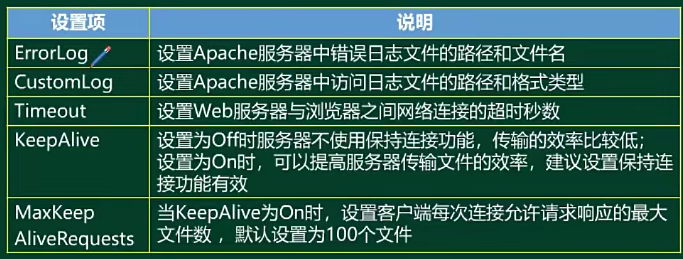 设置项 说明
ErrorLog 设置Apache服务器中错误日志文件的路径和文件名
CustomLog 设置Apache服务器中访问日志文件的路径和格式类型
Timeout 设置Web服务器与浏览器之间网络连接的超时秒数
KeepAlive 设置为Off时服务器不使用保持连接功能，传输的效率比较低；
设置为On时，可以提高服务器传输文件的效率，建议设置保持连
接功能有效
MaxKeep 当KeepAlive为On时，设置客户端每次连接允许请求响应的最大
AliveRequests 文件数 ，默认设置为100个文件